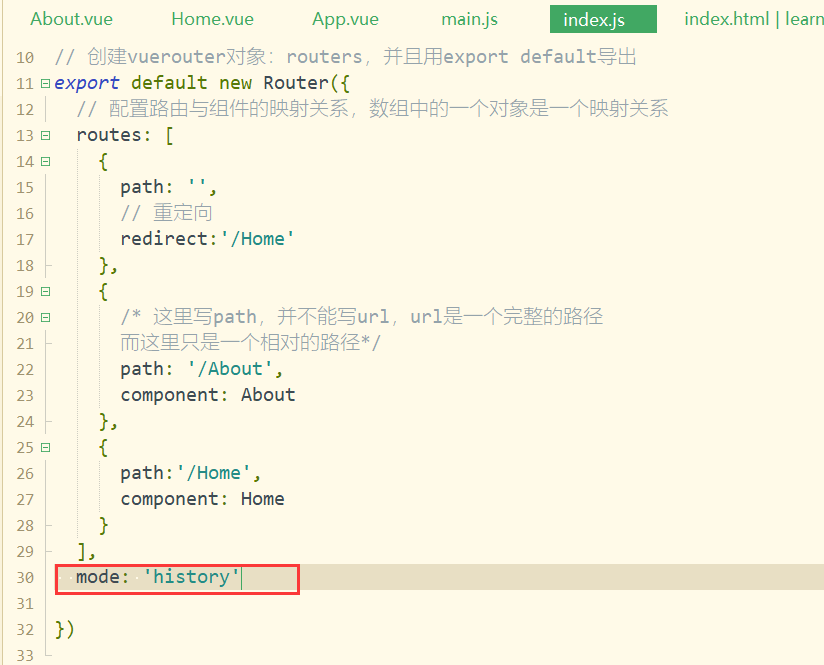 About.vue Home.vue App.vue main.js index.js index.html | learn
10 // 创建vuerouter对象：routers，并且用export default导出
11 export default new Router({
12 // 配置路由与组件的映射关系，数组中的一个对象是一个映射关系
13 routes: [
14 {
15 path: '',
16 // 重定向
17 redirect:'/Home'
18 },
19 {
20 /* 这里写path，并不能写url，url是一个完整的路径
21 而这里只是一个相对的路径*/
22 path: '/About',
23 component: About
24 },
25 {
26 path:'/Home',
27 component: Home
28 }
29 ],
30 mode: 'history'
31
32 })
33